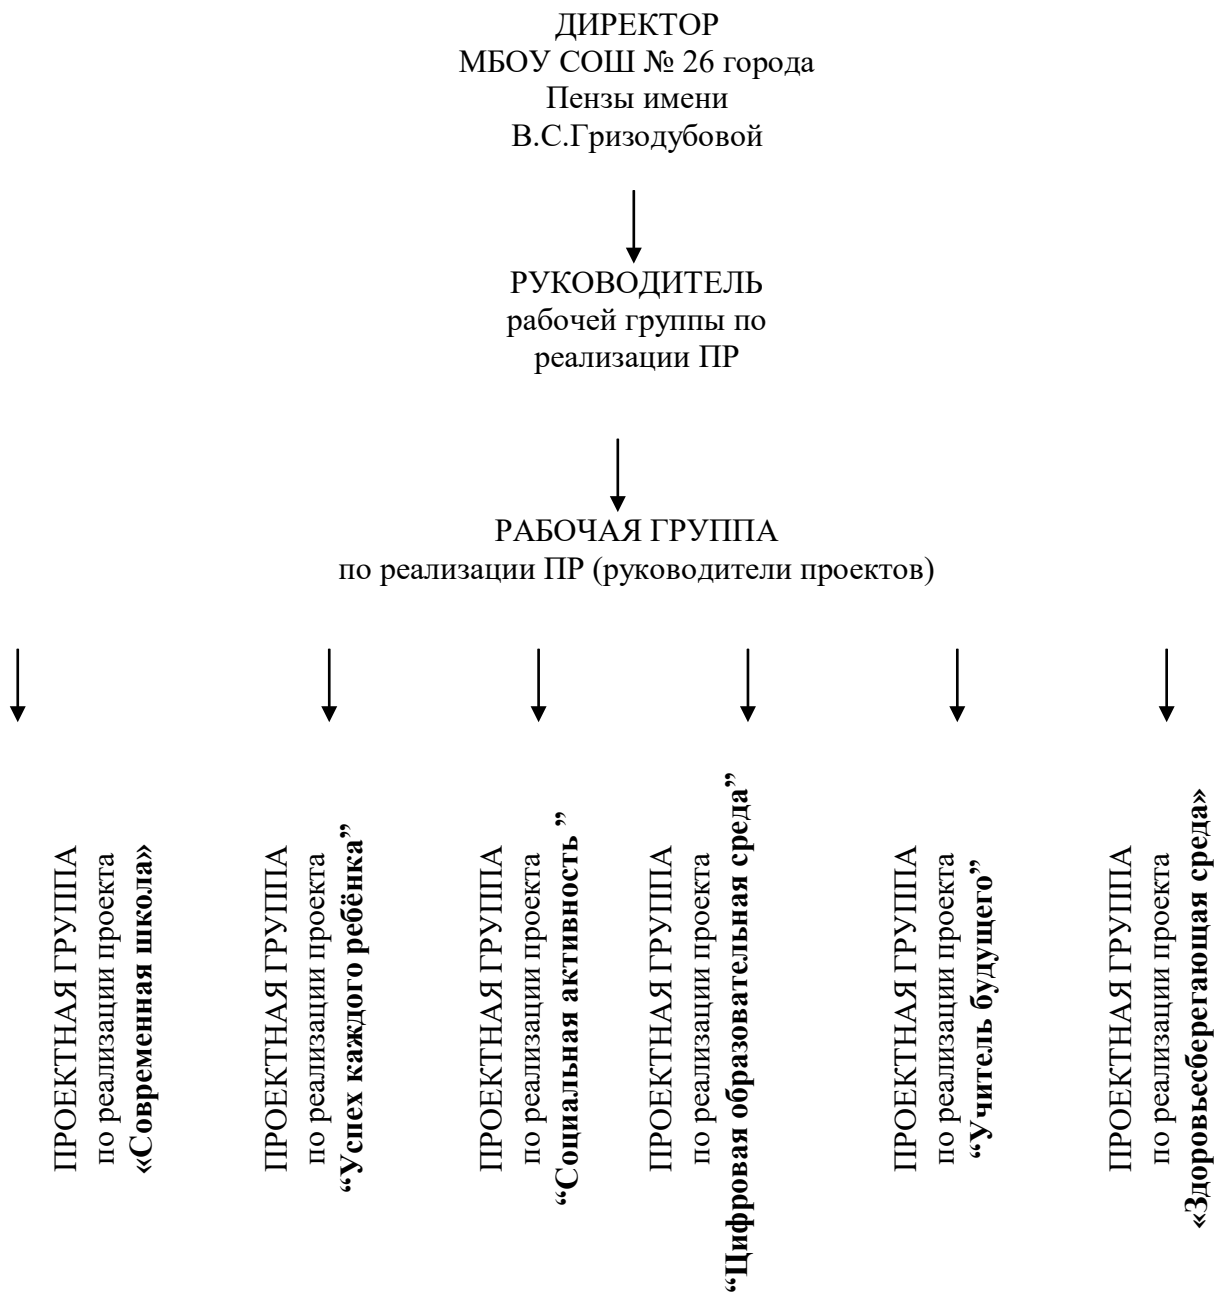 ДИРЕКТОР
МБОУ СОШ № 26 города
Пензы имени
В.С.Гризодубовой
РУКОВОДИТЕЛЬ
рабочей группы по
реализации ПР
РАБОЧАЯ ГРУППА
по реализации ПР (руководители проектов)
ПРОЕКТНАЯ ГРУППА
по реализации проекта
«Современная школа»
ПРОЕКТНАЯ ГРУППА
по реализации проекта
“Успех каждого ребёнка”
ПРОЕКТНАЯ ГРУППА
по реализации проекта
“Социальная активность ”
ПРОЕКТНАЯ ГРУППА
по реализации проекта
“Цифровая образовательная среда”
ПРОЕКТНАЯ ГРУППА
по реализации проекта
“Учитель будущего”
ПРОЕКТНАЯ ГРУППА
по реализации проекта
«Здоровьесберегающая среда»